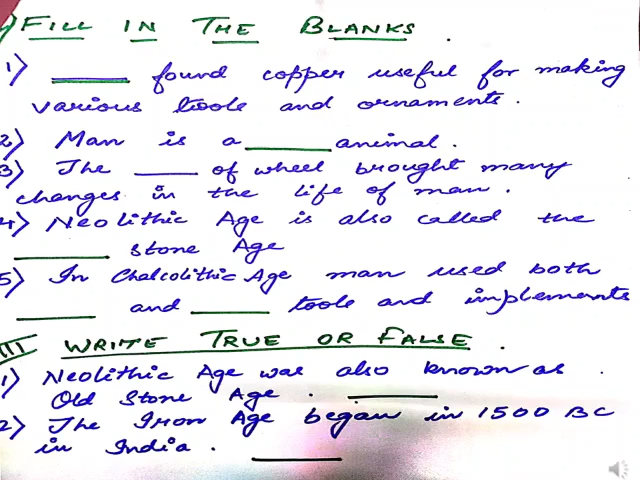 FILL IN THE BLANKS.
1) ______ found copper useful for making
various tools and ornaments.
2) Man is a ______ animal.
3) The ______ of wheel brought many
changes in the life of man.
4) Neolithic Age is also called the
______ stone Age
5) In Chalcolithic Age man used both
______ and ______ tools and implements
III WRITE TRUE OR FALSE.
1) Neolithic Age was also known as
Old Stone Age. ______
2) The Iron Age began in 1500 BC
in India. ______